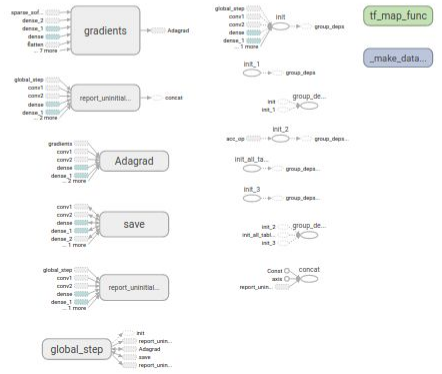 sparse_sof...
dense_2
dense_1
dense
flatten
... 7 more
gradients
Adagrad
global_step
conv1
conv2
dense
dense_1
... 2 more
report_uninitial...
concat
gradients
conv1
conv2
dense
dense_1
... 2 more
Adagrad
conv1
conv2
dense
dense_1
dense_2
... 1 more
save
global_step
conv1
conv2
dense
dense_1
... 1 more
report_uninitial...
global_step
init
report_unin...
Adagrad
save
report_unin...
global_step
conv1
conv2
dense
dense_1
... 1 more
init
group_deps
init_1
group_deps
init
init_1
group_de...
acc_op
init_2
group_deps...
init_all_ta...
group_deps...
init_3
group_deps...
init_2
init_all_tabl...
init_3
group_de...
Const
axis
report_unin...
concat
tf_map_func
_make_data...